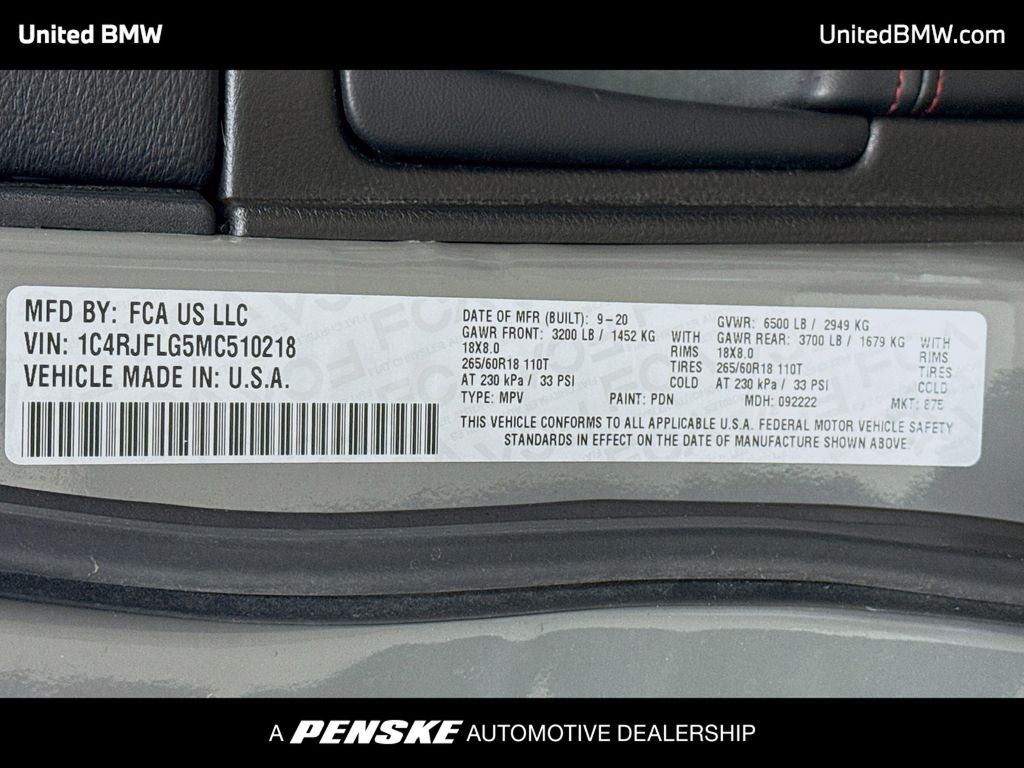 United BMW
UnitedBMW.com
MFD BY: FCA US LLC
VIN: 1C4RJFLG5MC510218
VEHICLE MADE IN: U.S.A.
DATE OF MFR (BUILT): 9-20
GAWR FRONT: 3200 LB / 1452 KG WITH
18X8.0 RIMS
265/60R18 110T TIRES
AT 230 kPa / 33 PSI COLD
TYPE: MPV PAINT: PDN
GVWR: 6500 LB / 2949 KG
GAWR REAR: 3700 LB / 1679 KG WITH
18X8.0 RIMS
265/60R18 110T TIRES
AT 230 kPa / 33 PSI COLD
MDH: 092222 MKT: 875
THIS VEHICLE CONFORMS TO ALL APPLICABLE U.S.A. FEDERAL MOTOR VEHICLE SAFETY
STANDARDS IN EFFECT ON THE DATE OF MANUFACTURE SHOWN ABOVE.
A PENSKE AUTOMOTIVE DEALERSHIP